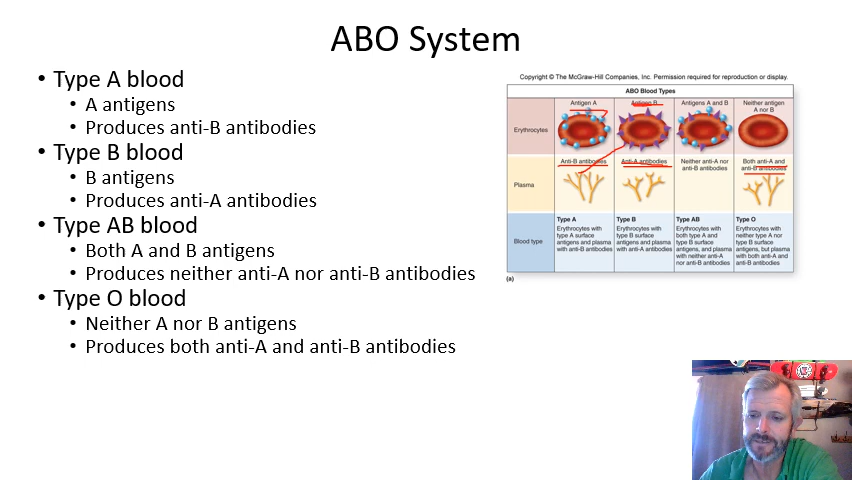 ABO System
• Type A blood
• A antigens
• Produces anti-B antibodies
• Type B blood
• B antigens
• Produces anti-A antibodies
• Type AB blood
• Both A and B antigens
• Produces neither anti-A nor anti-B antibodies
• Type O blood
• Neither A nor B antigens
• Produces both anti-A and anti-B antibodies
Copyright © The McGraw-Hill Companies, Inc. Permission required for reproduction or display.
ABO Blood Types
Erythrocytes
Antigen A
Antigen B
Antigens A and B
Neither antigen
A nor B
Plasma
Anti-B antibodies
Anti-A antibodies
Neither anti-A nor
anti-B antibodies
Both anti-A and
anti-B antibodies
Blood type
Type A
Erythrocytes with
type A surface
antigens and plasma
with anti-B antibodies
Type B
Erythrocytes with
type B surface
antigens and plasma
with anti-A antibodies
Type AB
Erythrocytes with
both type A and
type B surface
antigens, and plasma
with neither anti-A
nor anti-B antibodies
Type O
Erythrocytes with
neither type A nor
type B surface
antigens, but plasma
with both anti-A and
anti-B antibodies
(a)